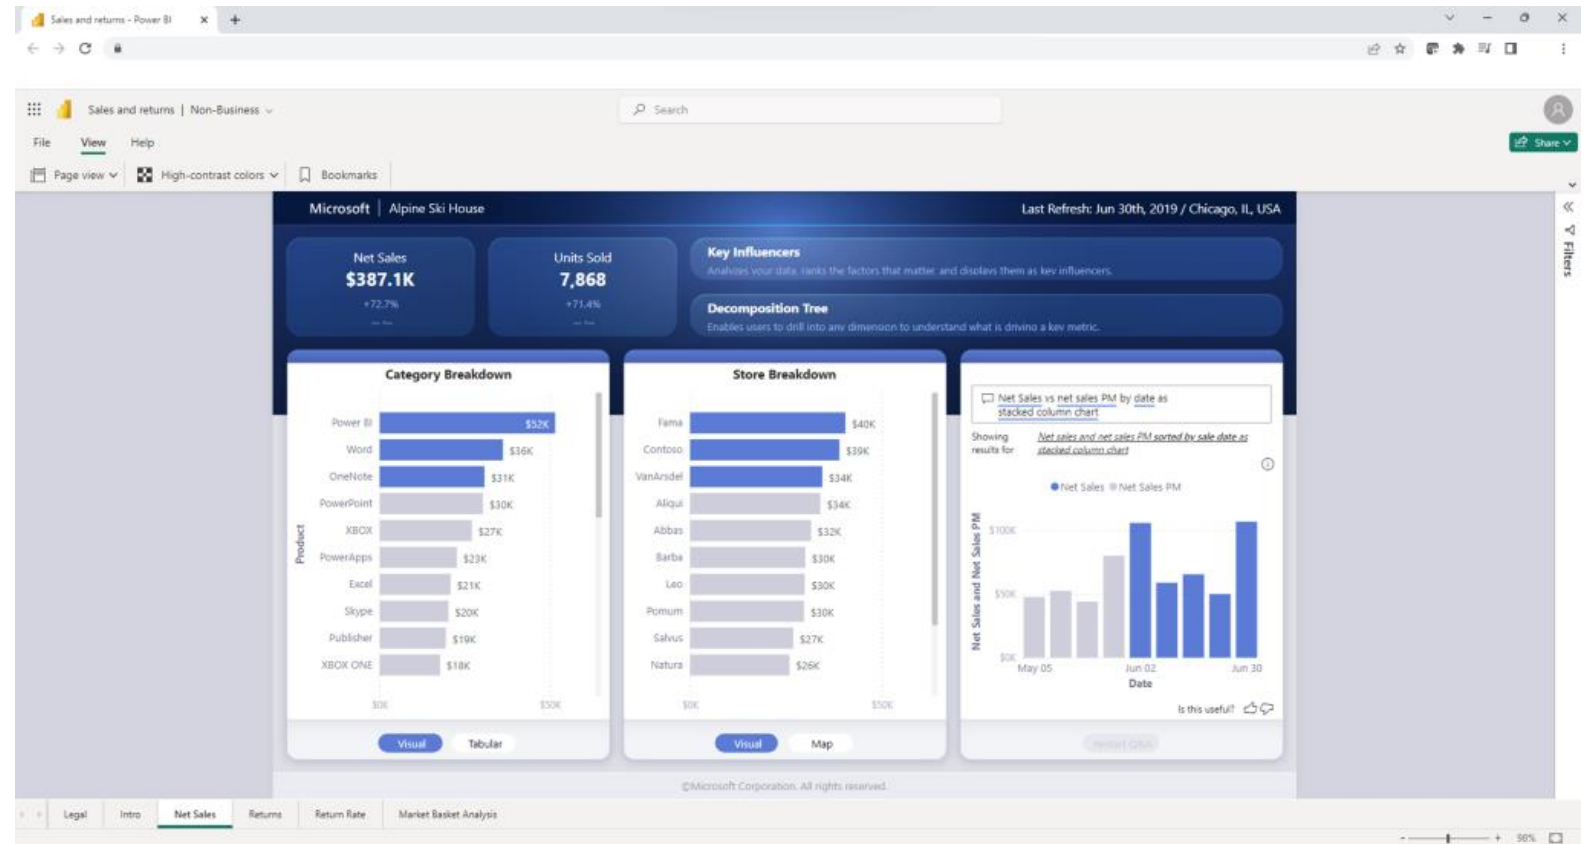 Sales and returns - Power BI
Sales and returns | Non-Business
Search
File View Help
Share
Page view High-contrast colors Bookmarks
Microsoft | Alpine Ski House
Last Refresh: Jun 30th, 2019 / Chicago, IL, USA
Filters
Net Sales
$387.1K
+72.7%
Units Sold
7,868
+71.4%
Key Influencers
Analyzes your data, ranks the factors that matter, and displays them as key influencers.
Decomposition Tree
Enables users to drill into any dimension to understand what is driving a key metric.
Category Breakdown
Product
Power BI $52K
Word $36K
OneNote $31K
PowerPoint $30K
XBOX $27K
PowerApps $23K
Excel $21K
Skype $20K
Publisher $19K
XBOX ONE $18K
$0K $50K
Visual Tabular
Store Breakdown
Fama $40K
Contoso $39K
VanArsdel $34K
Aliqui $34K
Abbas $32K
Barba $30K
Leo $30K
Pomum $30K
Salvus $27K
Natura $26K
$0K $50K
Visual Map
Net Sales vs net sales PM by date as
stacked column chart
Showing
results for
Net sales and net sales PM sorted by sale date as
stacked column chart
Net Sales Net Sales PM
Net Sales and Net Sales PM
$100K
$50K
$0K
May 05 Jun 02 Jun 30
Date
Is this useful?
Restart Q&A
©Microsoft Corporation. All rights reserved.
Legal Intro Net Sales Returns Return Rate Market Basket Analysis
- + 98%